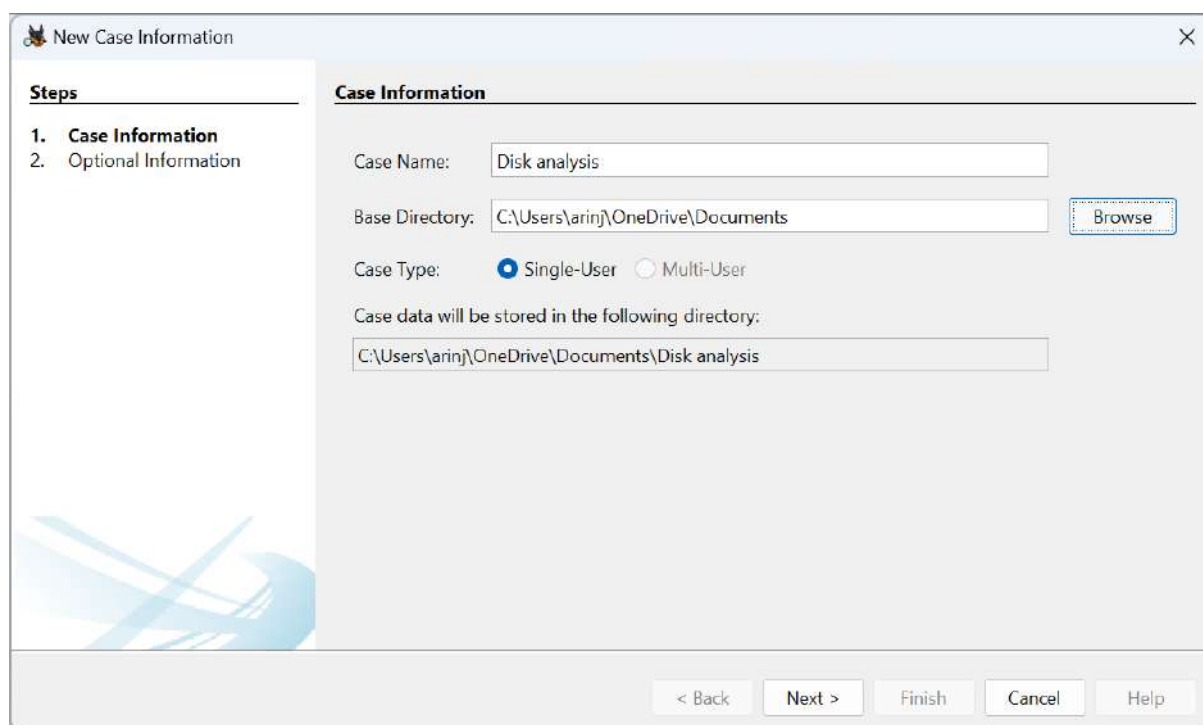 New Case Information
Steps
1. Case Information
2. Optional Information
Case Information
Case Name: Disk analysis
Base Directory: C:\Users\arinj\OneDrive\Documents Browse
Case Type: Single-User Multi-User
Case data will be stored in the following directory:
C:\Users\arinj\OneDrive\Documents\Disk analysis
< Back Next > Finish Cancel Help